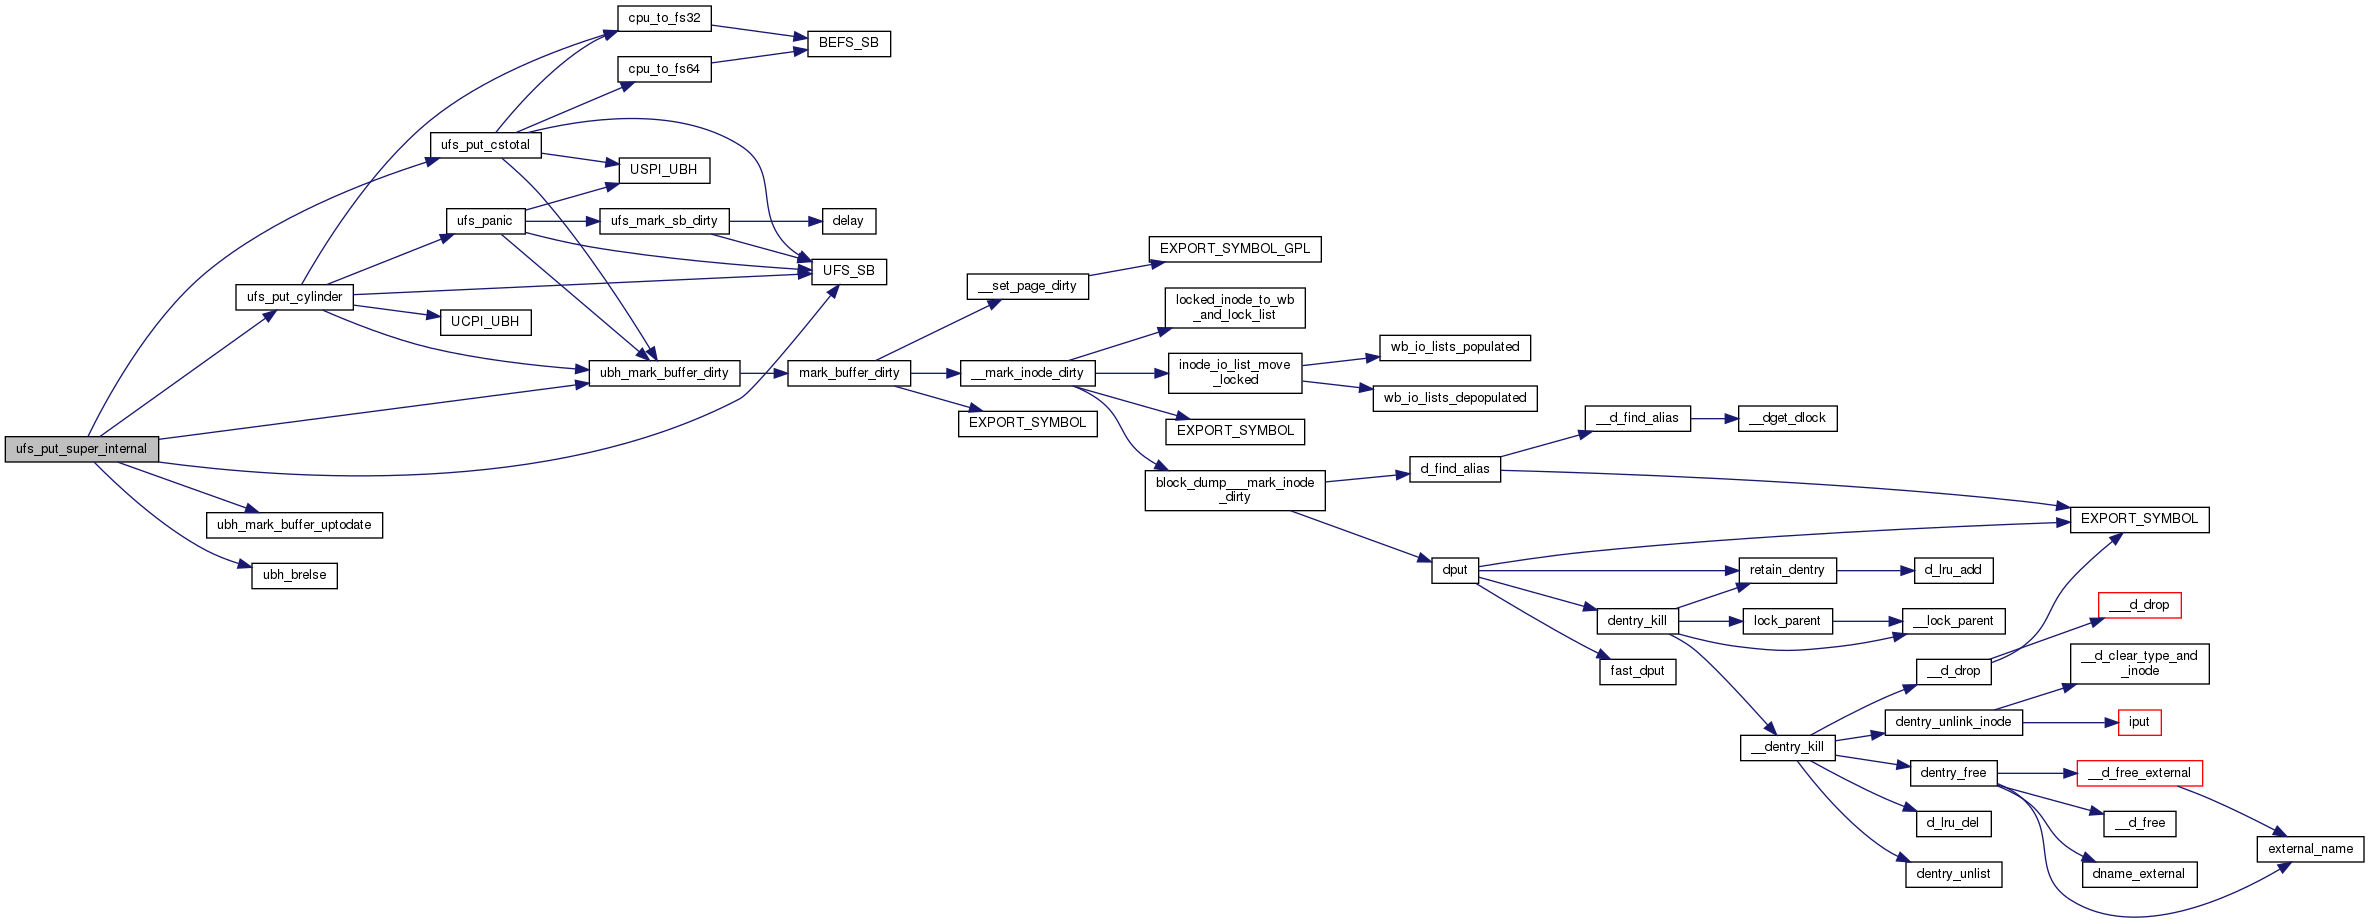 cpu_to_fs32
BEFS_SB
cpu_to_fs64
ufs_put_cstotal
USPI_UBH
ufs_panic
ufs_mark_sb_dirty
delay
EXPORT_SYMBOL_GPL
UFS_SB
__set_page_dirty
ufs_put_cylinder
locked_inode_to_wb
_and_lock_list
UCPI_UBH
wb_io_lists_populated
ubh_mark_buffer_dirty
mark_buffer_dirty
__mark_inode_dirty
inode_io_list_move
_locked
wb_io_lists_depopulated
EXPORT_SYMBOL
EXPORT_SYMBOL
__d_find_alias
__dget_dlock
ufs_put_super_internal
d_find_alias
block_dump___mark_inode
_dirty
ubh_mark_buffer_uptodate
EXPORT_SYMBOL
ubh_brelse
dput
retain_dentry
d_lru_add
___d_drop
dentry_kill
lock_parent
__lock_parent
fast_dput
__d_drop
__d_clear_type_and
_inode
dentry_unlink_inode
iput
__dentry_kill
dentry_free
__d_free_external
d_lru_del
__d_free
external_name
dentry_unlist
dname_external